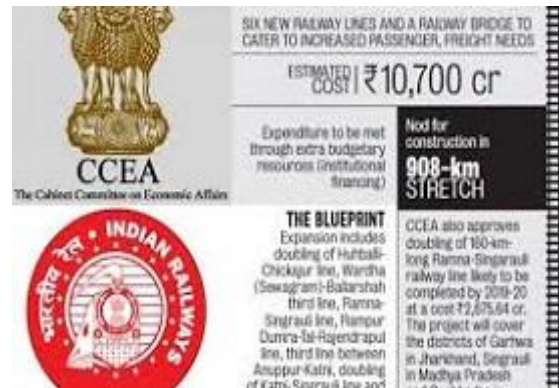 CCEA
The Cabinet Committee on Economic Affairs
भारतीय रेल
INDIAN RAILWAYS
SIX NEW RAILWAY LINES AND A RAILWAY BRIDGE TO
CATER TO INCREASED PASSENGER, FREIGHT NEEDS
ESTIMATED
COST
₹10,700 cr
Expenditure to be met
through extra budgetary
resources (institutional
financing)
Nod for
construction in
908-km
STRETCH
THE BLUEPRINT
Expansion includes
doubling of Hubballi-
Chickajur line, Wardha
(Sewagram)-Ballarshah
third line, Ramna-
Singrauli line, Rampur
Dumra-Tal-Rajendrapul
line, third line between
Anuppur-Katni, doubling
of Katni-Singrauli line and
CCEA also approves
doubling of 160-km-
long Ramna-Singarauli
railway line likely to be
completed by 2019-20
at a cost ₹2,675.64 cr.
The project will cover
the districts of Garhwa
in Jharkhand, Singrauli
in Madhya Pradesh